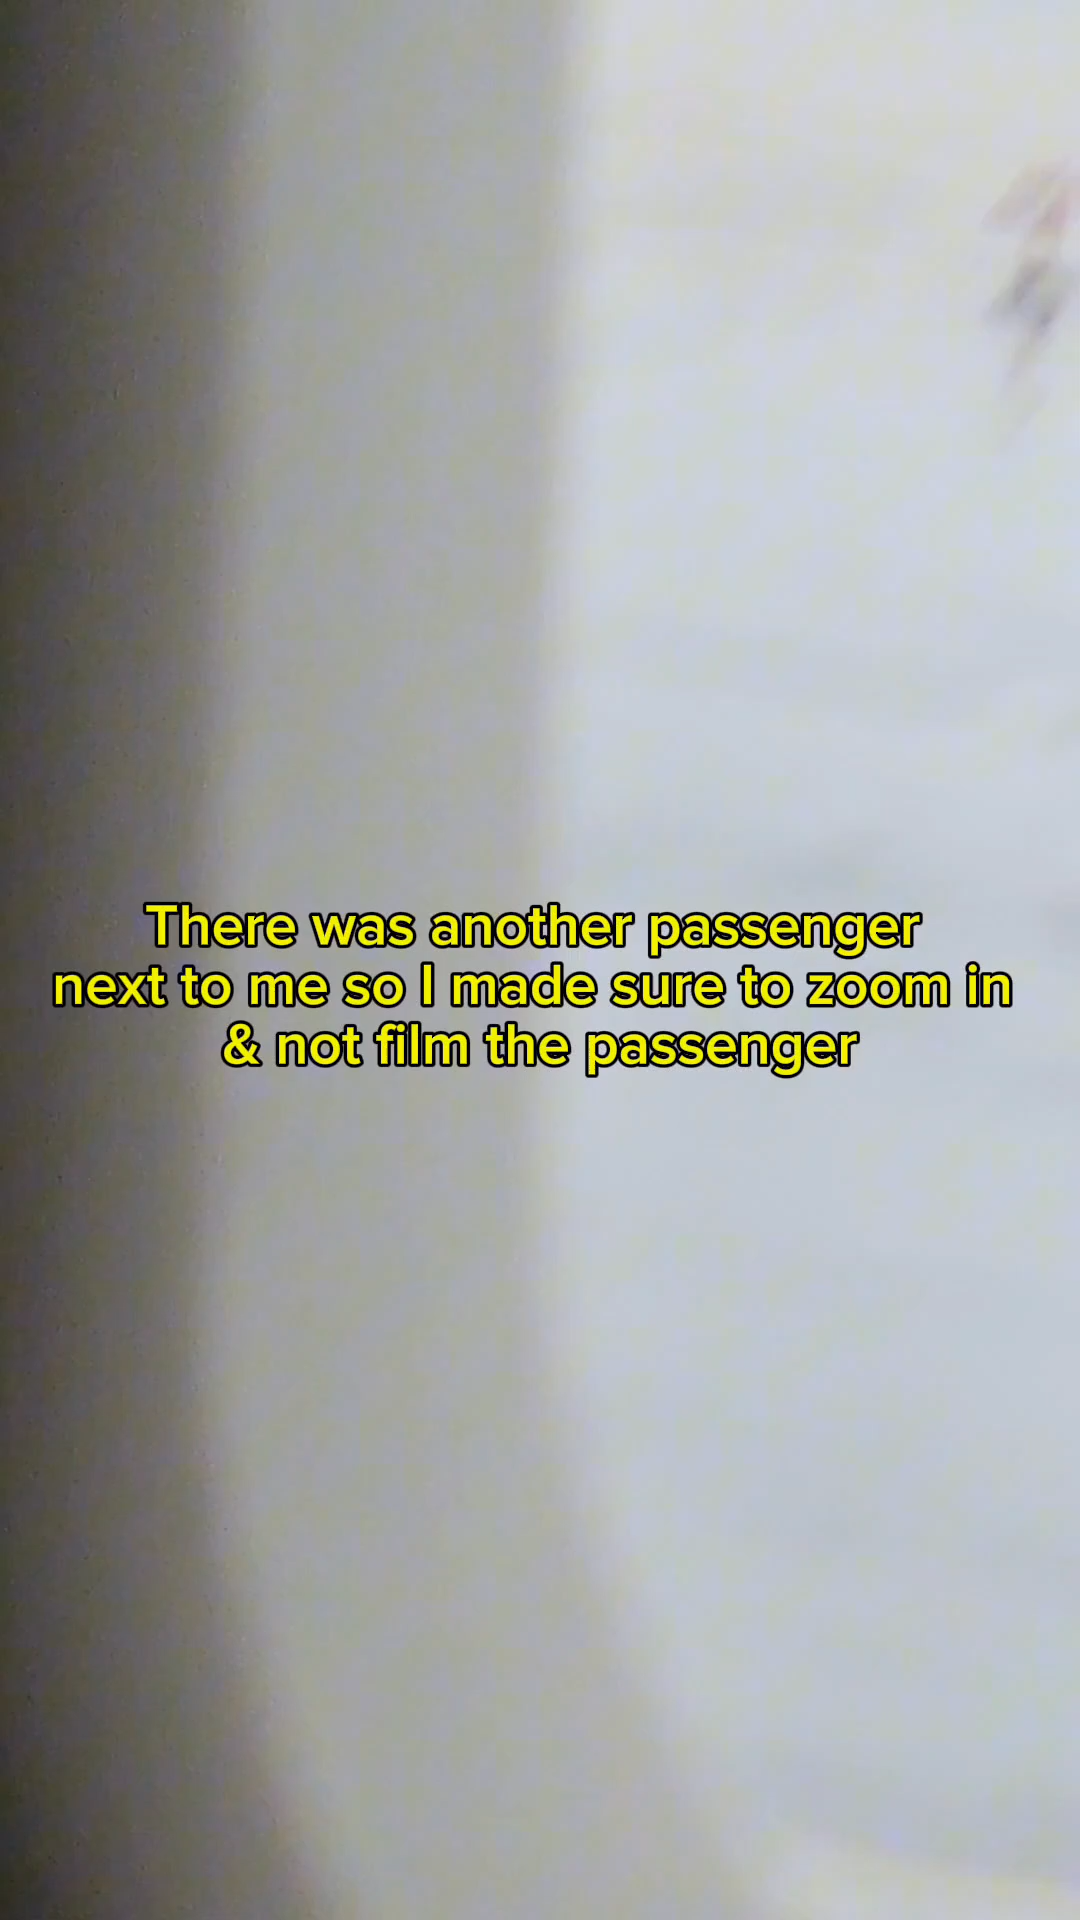 There was another passenger
next to me so I made sure to zoom in
& not film the passenger